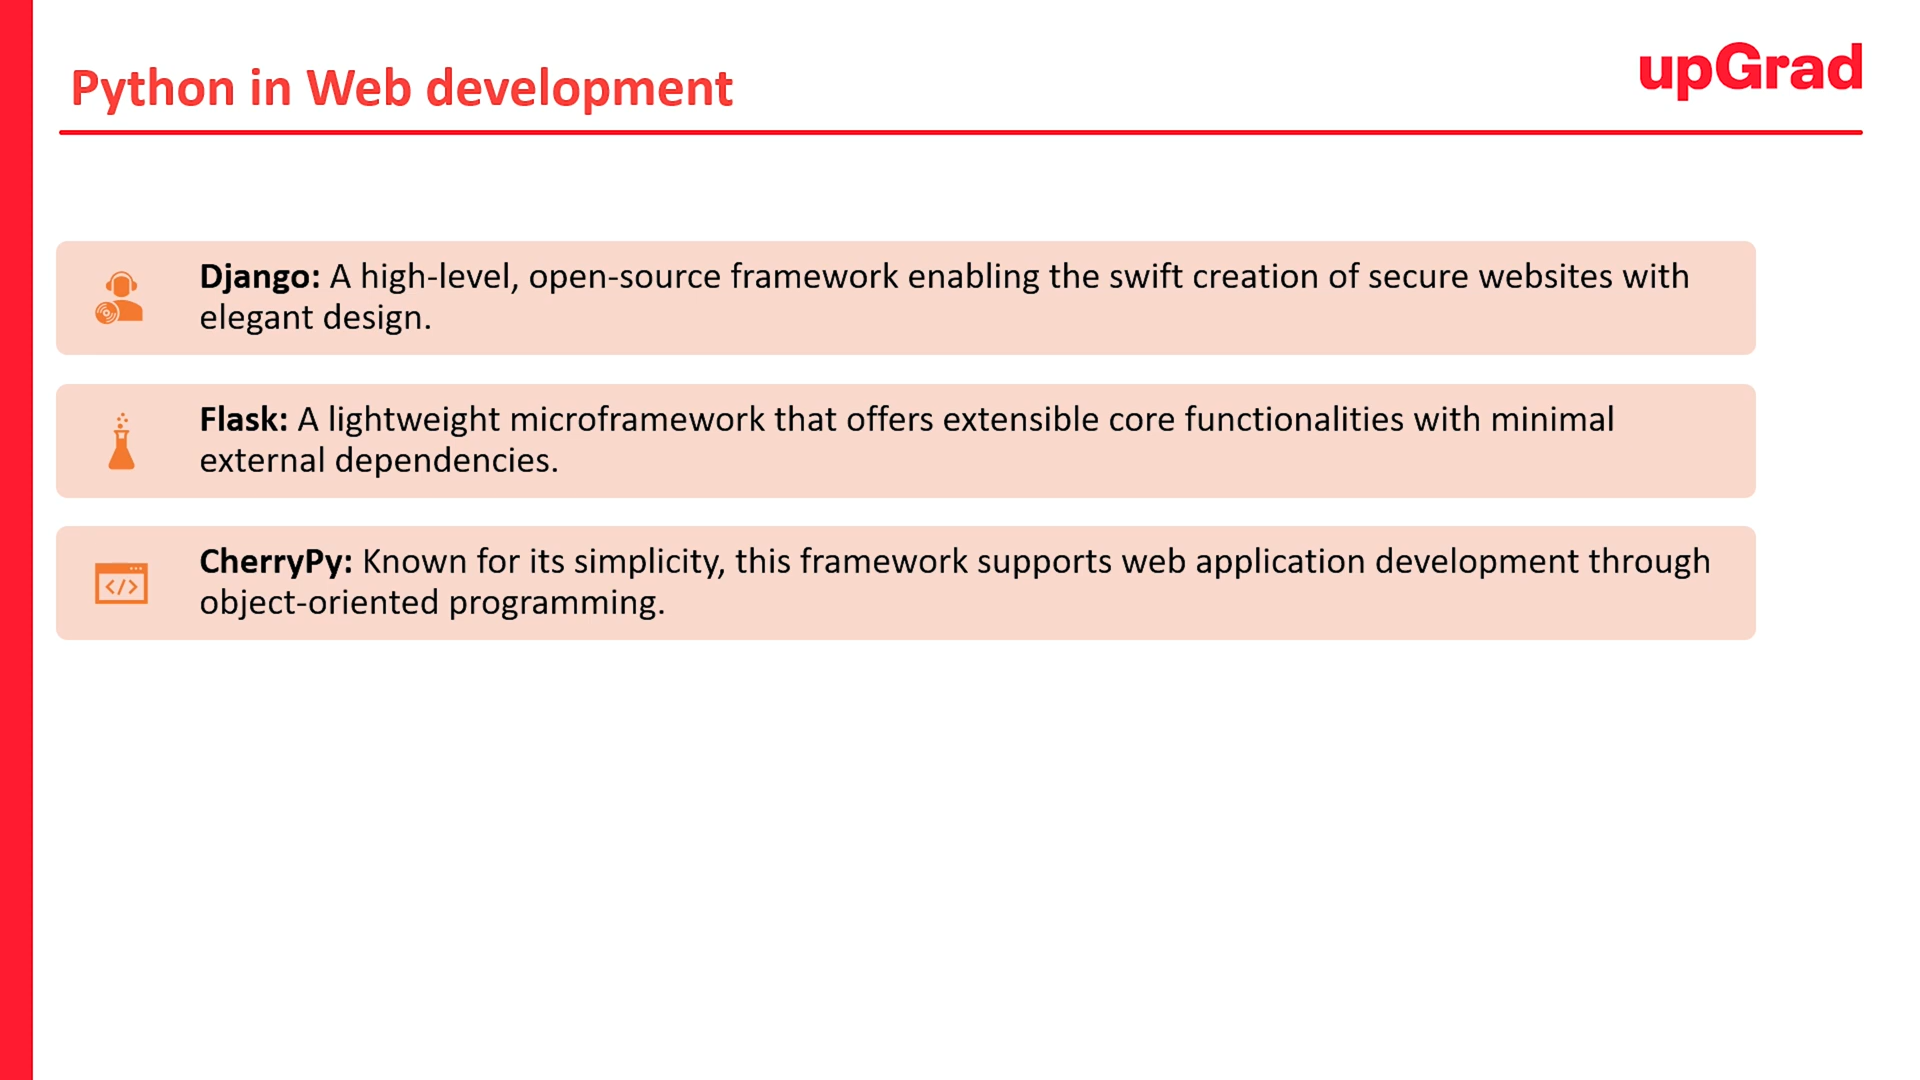 Python in Web development
upGrad
Django: A high-level, open-source framework enabling the swift creation of secure websites with
elegant design.
Flask: A lightweight microframework that offers extensible core functionalities with minimal
external dependencies.
</>
CherryPy: Known for its simplicity, this framework supports web application development through
object-oriented programming.